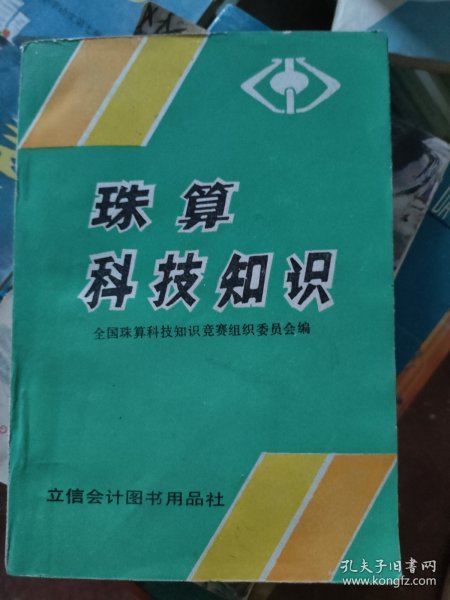 珠算
科技知识
全国珠算科技知识竞赛组织委员会编
立信会计图书用品社
孔夫子旧书网
www.kongfz.com